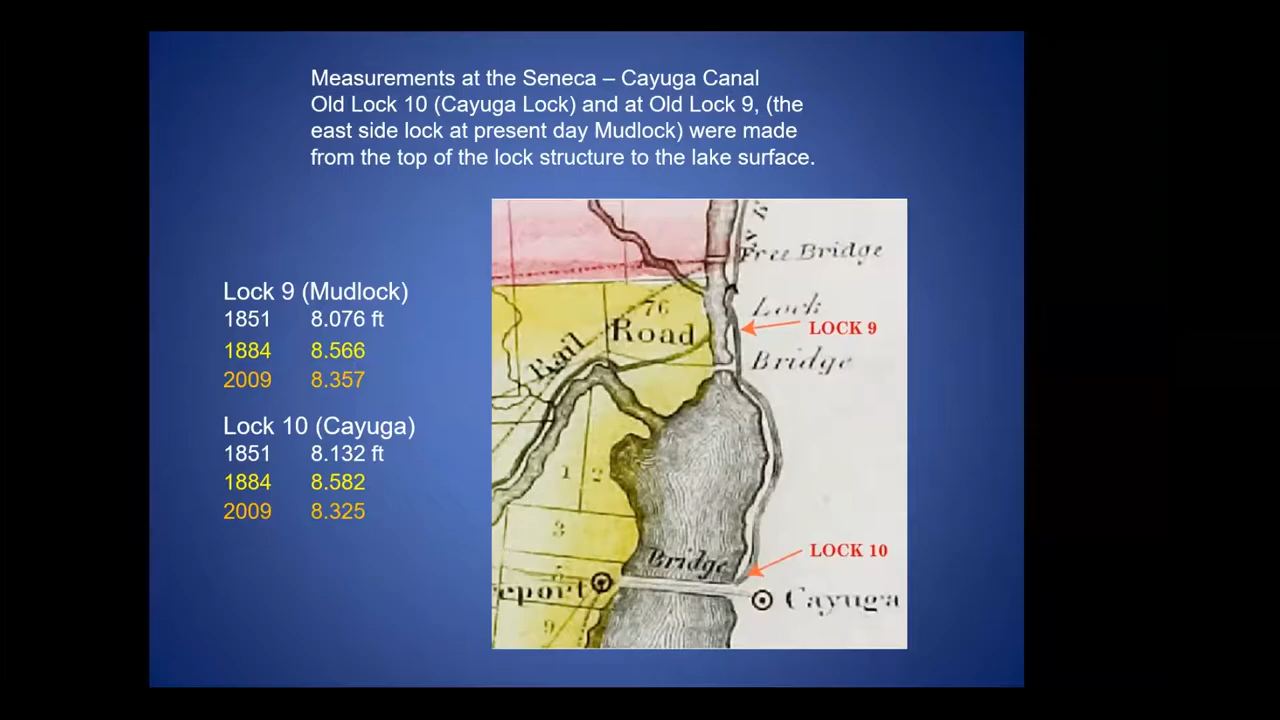 Measurements at the Seneca – Cayuga Canal
Old Lock 10 (Cayuga Lock) and at Old Lock 9, (the
east side lock at present day Mudlock) were made
from the top of the lock structure to the lake surface.
Lock 9 (Mudlock)
1851 8.076 ft
1884 8.566
2009 8.357
Lock 10 (Cayuga)
1851 8.132 ft
1884 8.582
2009 8.325
Free Bridge
76
Lock
LOCK 9
Rail Road
Bridge
1 2
3
LOCK 10
Bridge
5
eport
Cayuga
9